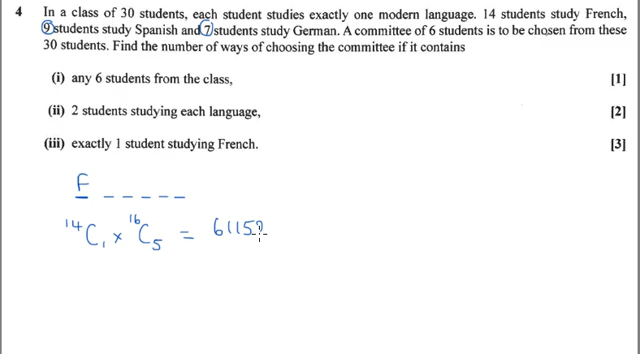 4 In a class of 30 students, each student studies exactly one modern language. 14 students study French,
9 students study Spanish and 7 students study German. A committee of 6 students is to be chosen from these
30 students. Find the number of ways of choosing the committee if it contains
(i) any 6 students from the class, [1]
(ii) 2 students studying each language, [2]
(iii) exactly 1 student studying French. [3]
F _ _ _ _ _
¹⁴C₁ × ¹⁶C₅ = 61152